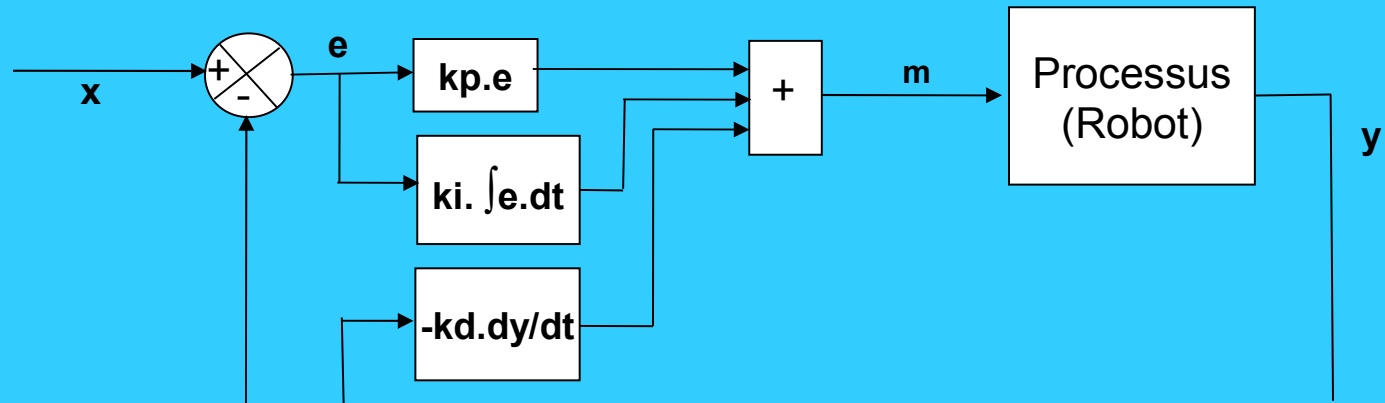 e
x
+
-
kp.e
+
m
Processus
(Robot)
y
ki. ∫e.dt
-kd.dy/dt